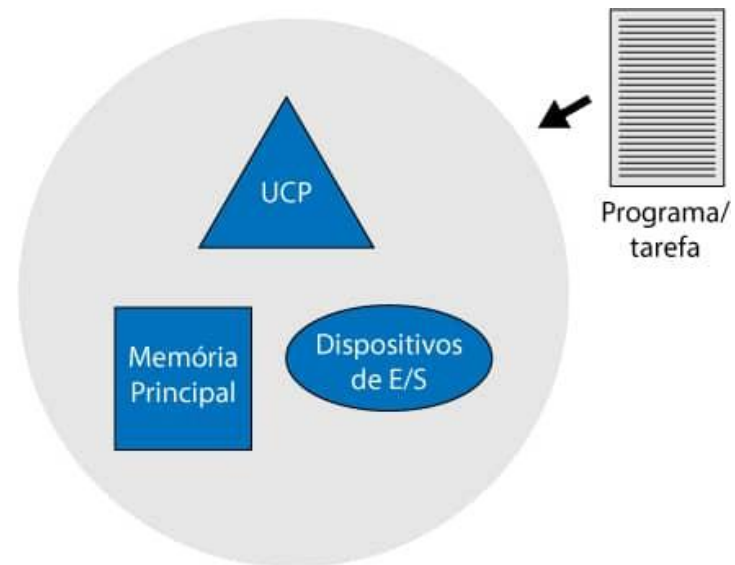 UCP
Programa/
tarefa
Memória
Principal
Dispositivos
de E/S